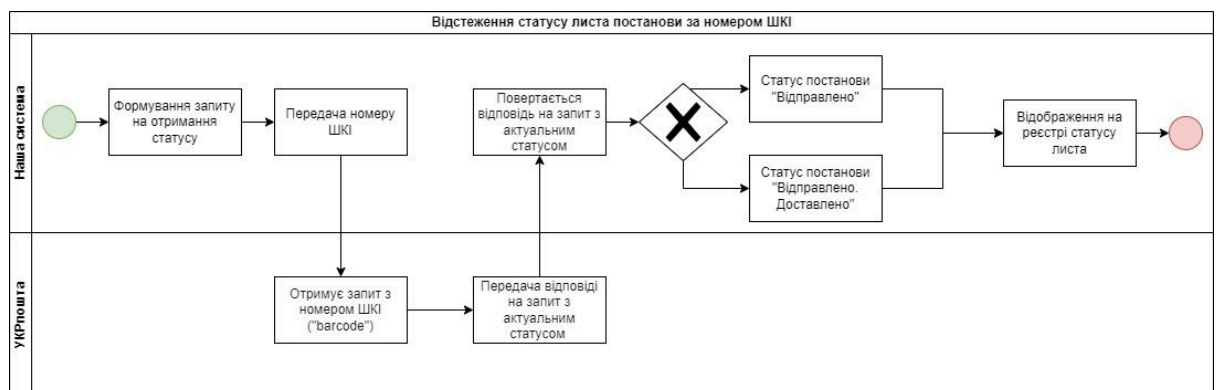 Відстеження статусу листа постанови за номером ШКІ
Наша система
Формування запиту
на отримання
статусу
Передача номеру
ШКІ
Повертається
відповідь на запит з
актуальним
статусом
Статус постанови
"Відправлено"
Статус постанови
"Відправлено.
Доставлено"
Відображення на
реєстрі статусу
листа
УКРпошта
Отримує запит з
номером ШКІ
("barcode")
Передача відповіді
на запит з
актуальним
статусом